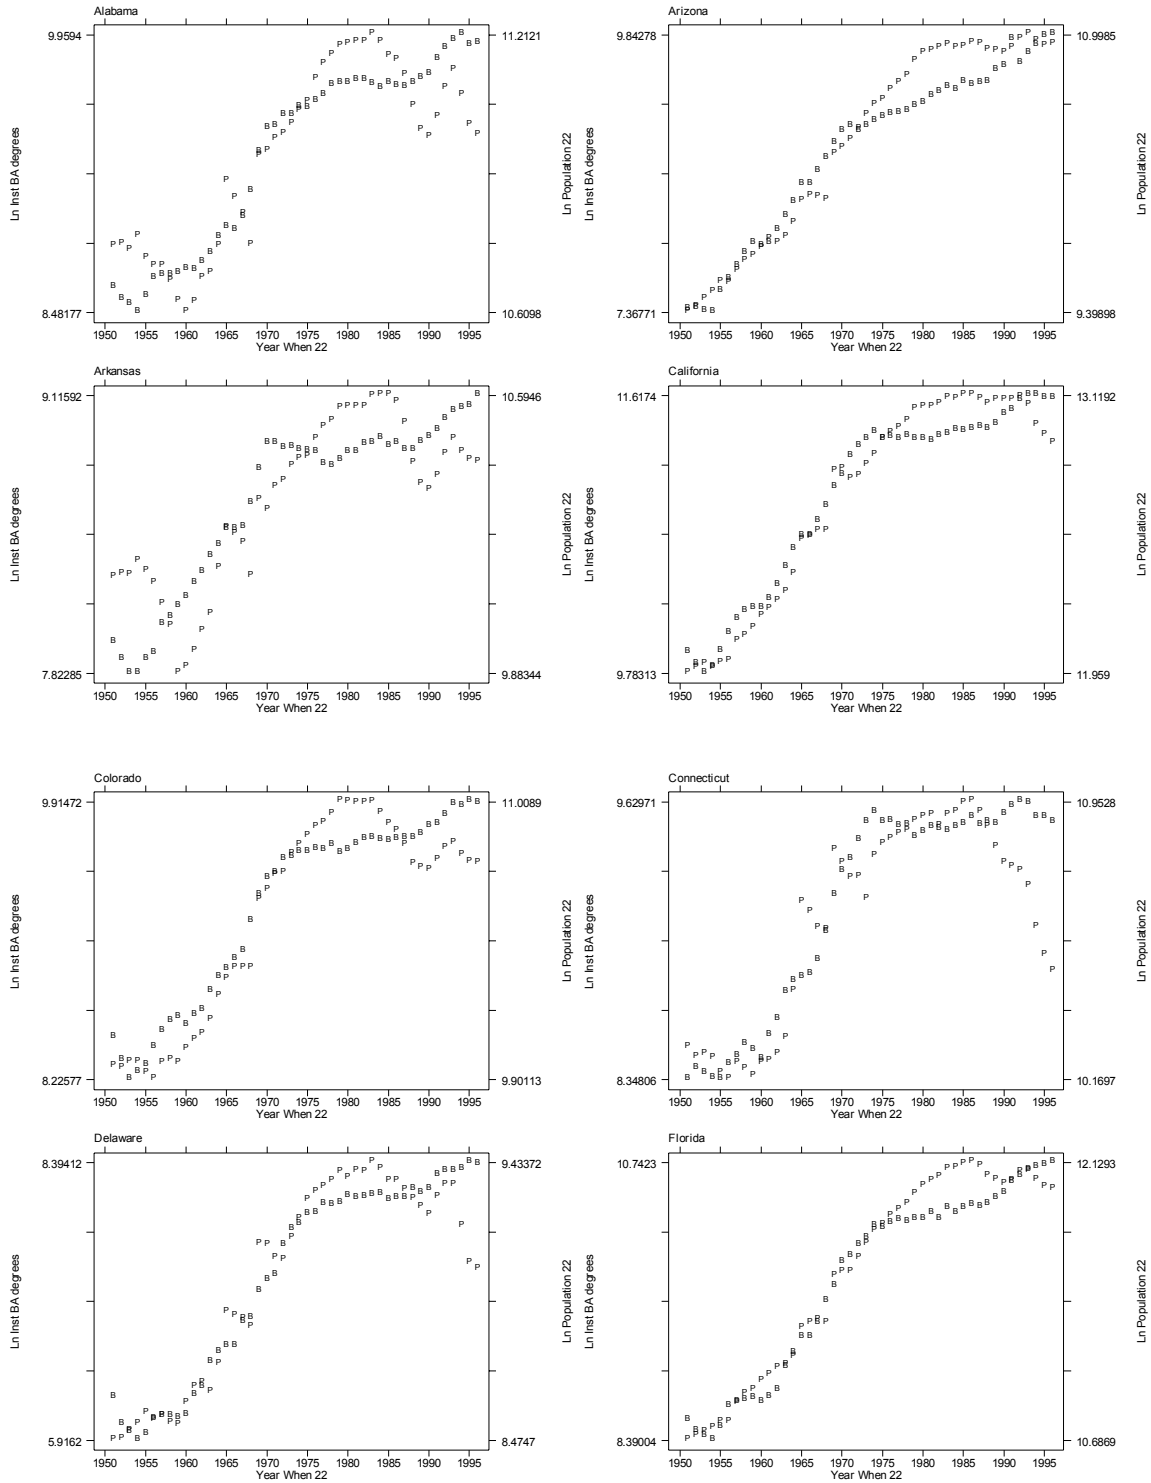 Alabama
9.9594
11.2121
Ln Inst BA degrees
Ln Population 22
8.48177
10.6098
1950 1955 1960 1965 1970 1975 1980 1985 1990 1995
Year When 22
Arizona
9.84278
10.9985
Ln Inst BA degrees
Ln Population 22
7.36771
9.39898
1950 1955 1960 1965 1970 1975 1980 1985 1990 1995
Year When 22
Arkansas
9.11592
10.5946
Ln Inst BA degrees
Ln Population 22
7.82285
9.88344
1950 1955 1960 1965 1970 1975 1980 1985 1990 1995
Year When 22
California
11.6174
13.1192
Ln Inst BA degrees
Ln Population 22
9.78313
11.959
1950 1955 1960 1965 1970 1975 1980 1985 1990 1995
Year When 22
Colorado
9.91472
11.0089
Ln Inst BA degrees
Ln Population 22
8.22577
9.90113
1950 1955 1960 1965 1970 1975 1980 1985 1990 1995
Year When 22
Connecticut
9.62971
10.9528
Ln Inst BA degrees
Ln Population 22
8.34806
10.1697
1950 1955 1960 1965 1970 1975 1980 1985 1990 1995
Year When 22
Delaware
8.39412
9.43372
Ln Inst BA degrees
Ln Population 22
5.9162
8.4747
1950 1955 1960 1965 1970 1975 1980 1985 1990 1995
Year When 22
Florida
10.7423
12.1293
Ln Inst BA degrees
Ln Population 22
8.39004
10.6869
1950 1955 1960 1965 1970 1975 1980 1985 1990 1995
Year When 22